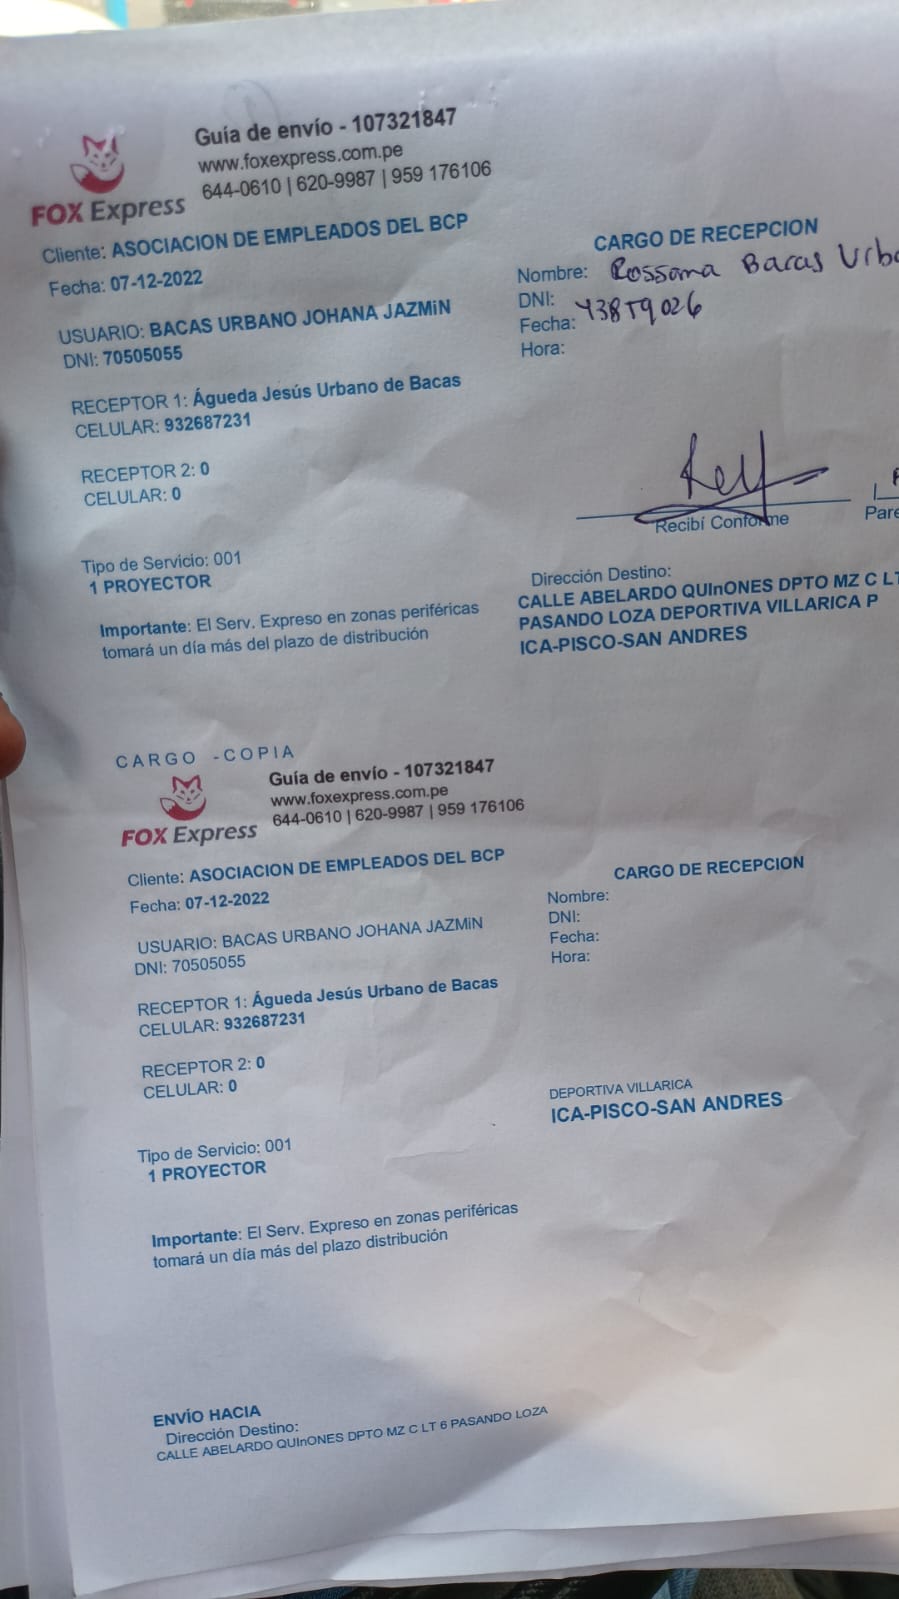 Guía de envío - 107321847
www.foxexpress.com.pe
644-0610 | 620-9987 | 959 176106
FOX Express
Cliente: ASOCIACION DE EMPLEADOS DEL BCP
Fecha: 07-12-2022
USUARIO: BACAS URBANO JOHANA JAZMiN
DNI: 70505055
RECEPTOR 1: Águeda Jesús Urbano de Bacas
CELULAR: 932687231
RECEPTOR 2: 0
CELULAR: 0
Tipo de Servicio: 001
1 PROYECTOR
Importante: El Serv. Expreso en zonas periféricas
tomará un día más del plazo de distribución
CARGO DE RECEPCION
Nombre: Rossana Bacas Urba
DNI: 43859026
Fecha:
Hora:
Recibí Conforme
Pare
Dirección Destino:
CALLE ABELARDO QUInONES DPTO MZ C LT
PASANDO LOZA DEPORTIVA VILLARICA P
ICA-PISCO-SAN ANDRES
CARGO -COPIA
Guía de envío - 107321847
www.foxexpress.com.pe
644-0610 | 620-9987 | 959 176106
FOX Express
Cliente: ASOCIACION DE EMPLEADOS DEL BCP
Fecha: 07-12-2022
USUARIO: BACAS URBANO JOHANA JAZMiN
DNI: 70505055
RECEPTOR 1: Águeda Jesús Urbano de Bacas
CELULAR: 932687231
RECEPTOR 2: 0
CELULAR: 0
Tipo de Servicio: 001
1 PROYECTOR
Importante: El Serv. Expreso en zonas periféricas
tomará un día más del plazo distribución
CARGO DE RECEPCION
Nombre:
DNI:
Fecha:
Hora:
DEPORTIVA VILLARICA
ICA-PISCO-SAN ANDRES
ENVÍO HACIA
Dirección Destino:
CALLE ABELARDO QUInONES DPTO MZ C LT 6 PASANDO LOZA